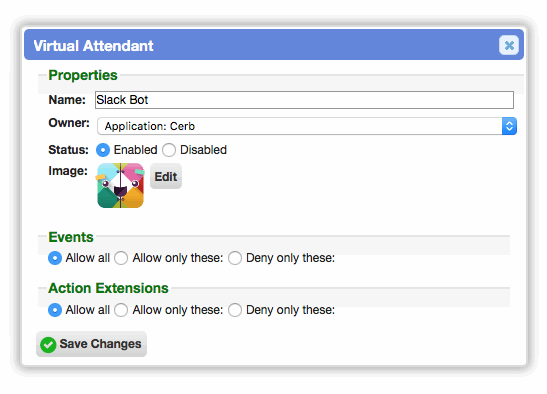 Virtual Attendant
Properties
Name: Slack Bot
Owner: Application: Cerb
Status: Enabled Disabled
Image: Edit
Events
Allow all Allow only these: Deny only these:
Action Extensions
Allow all Allow only these: Deny only these:
Save Changes